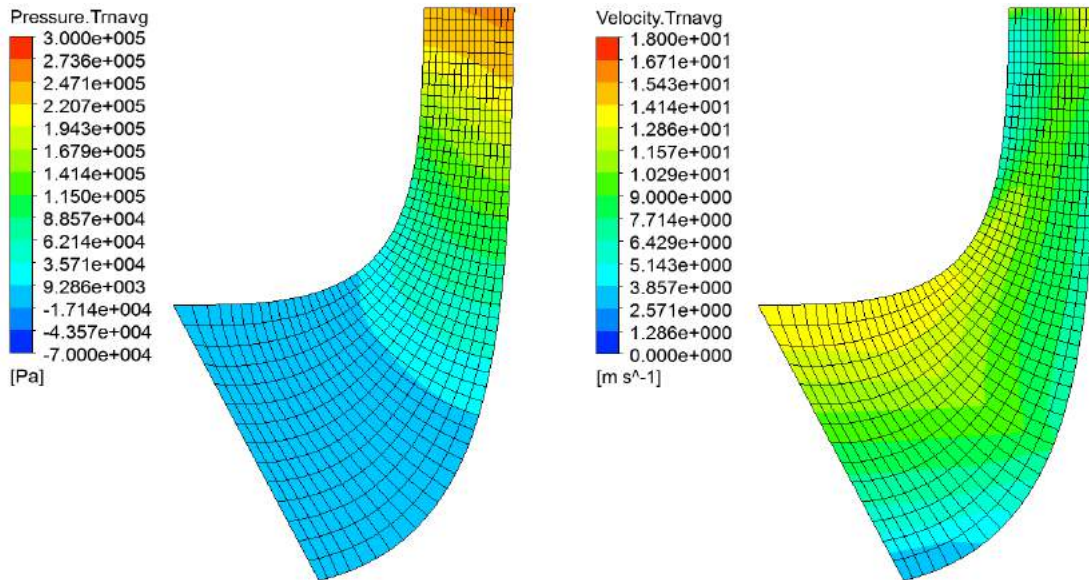 Pressure.Trnavg
3.000e+005
2.736e+005
2.471e+005
2.207e+005
1.943e+005
1.679e+005
1.414e+005
1.150e+005
8.857e+004
6.214e+004
3.571e+004
9.286e+003
-1.714e+004
-4.357e+004
-7.000e+004
[Pa]
Velocity.Trnavg
1.800e+001
1.671e+001
1.543e+001
1.414e+001
1.286e+001
1.157e+001
1.029e+001
9.000e+000
7.714e+000
6.429e+000
5.143e+000
3.857e+000
2.571e+000
1.286e+000
0.000e+000
[m s^-1]